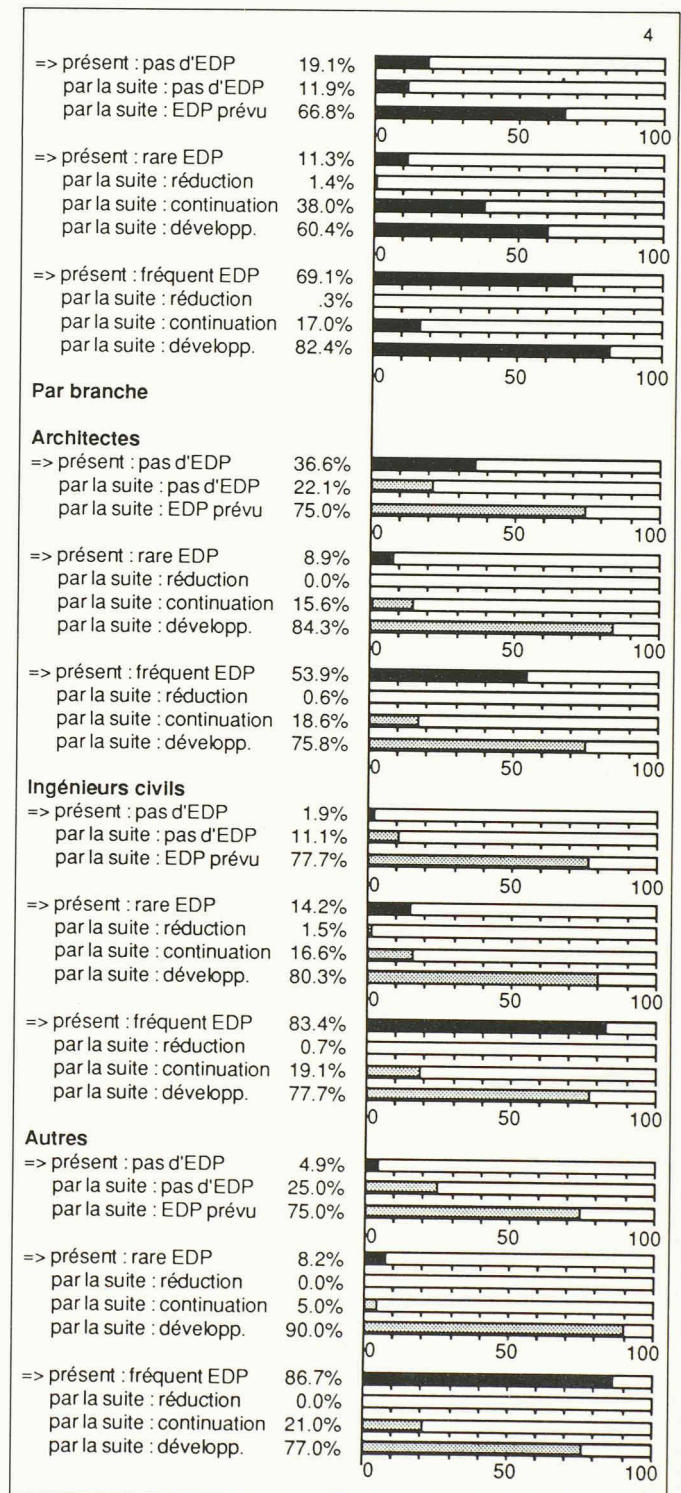 4
=> présent : pas d'EDP 19.1%
par la suite : pas d'EDP 11.9%
par la suite : EDP prévu 66.8%
0 50 100
=> présent : rare EDP 11.3%
par la suite : réduction 1.4%
par la suite : continuation 38.0%
par la suite : développ. 60.4%
0 50 100
=> présent : fréquent EDP 69.1%
par la suite : réduction .3%
par la suite : continuation 17.0%
par la suite : développ. 82.4%
0 50 100
Par branche
Architectes
=> présent : pas d'EDP 36.6%
par la suite : pas d'EDP 22.1%
par la suite : EDP prévu 75.0%
0 50 100
=> présent : rare EDP 8.9%
par la suite : réduction 0.0%
par la suite : continuation 15.6%
par la suite : développ. 84.3%
0 50 100
=> présent : fréquent EDP 53.9%
par la suite : réduction 0.6%
par la suite : continuation 18.6%
par la suite : développ. 75.8%
0 50 100
Ingénieurs civils
=> présent : pas d'EDP 1.9%
par la suite : pas d'EDP 11.1%
par la suite : EDP prévu 77.7%
0 50 100
=> présent : rare EDP 14.2%
par la suite : réduction 1.5%
par la suite : continuation 16.6%
par la suite : développ. 80.3%
0 50 100
=> présent : fréquent EDP 83.4%
par la suite : réduction 0.7%
par la suite : continuation 19.1%
par la suite : développ. 77.7%
0 50 100
Autres
=> présent : pas d'EDP 4.9%
par la suite : pas d'EDP 25.0%
par la suite : EDP prévu 75.0%
0 50 100
=> présent : rare EDP 8.2%
par la suite : réduction 0.0%
par la suite : continuation 5.0%
par la suite : développ. 90.0%
0 50 100
=> présent : fréquent EDP 86.7%
par la suite : réduction 0.0%
par la suite : continuation 21.0%
par la suite : développ. 77.0%
0 50 100